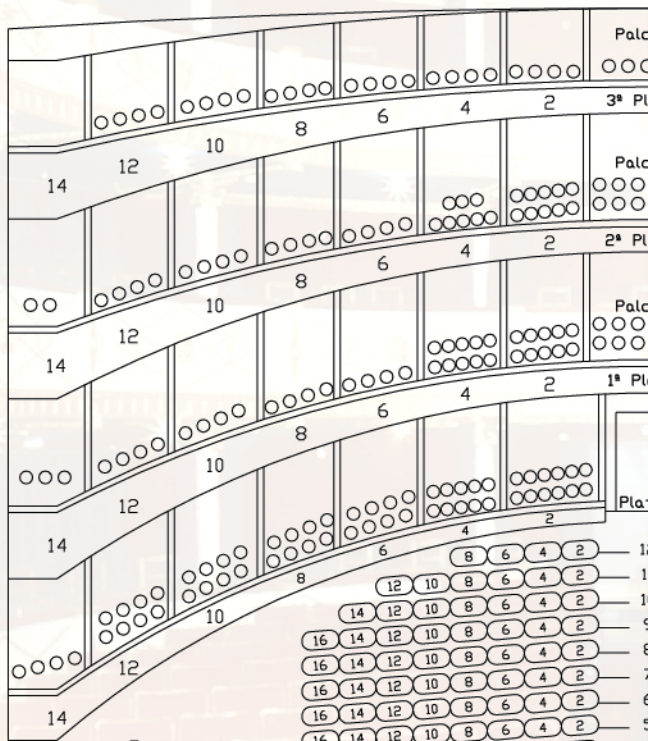 Palc
14 12 10 8 6 4 2 3ª Pl
Palc
14 12 10 8 6 4 2 2ª Pl
Palc
14 12 10 8 6 4 2 1ª Pl
Plat
14 12 10 8 6 4 2
8 6 4 2 12
12 10 8 6 4 2 1
14 12 10 8 6 4 2 10
16 14 12 10 8 6 4 2 9
16 14 12 10 8 6 4 2 8
16 14 12 10 8 6 4 2 7
16 14 12 10 8 6 4 2 6
16 14 12 10 8 6 4 2 5